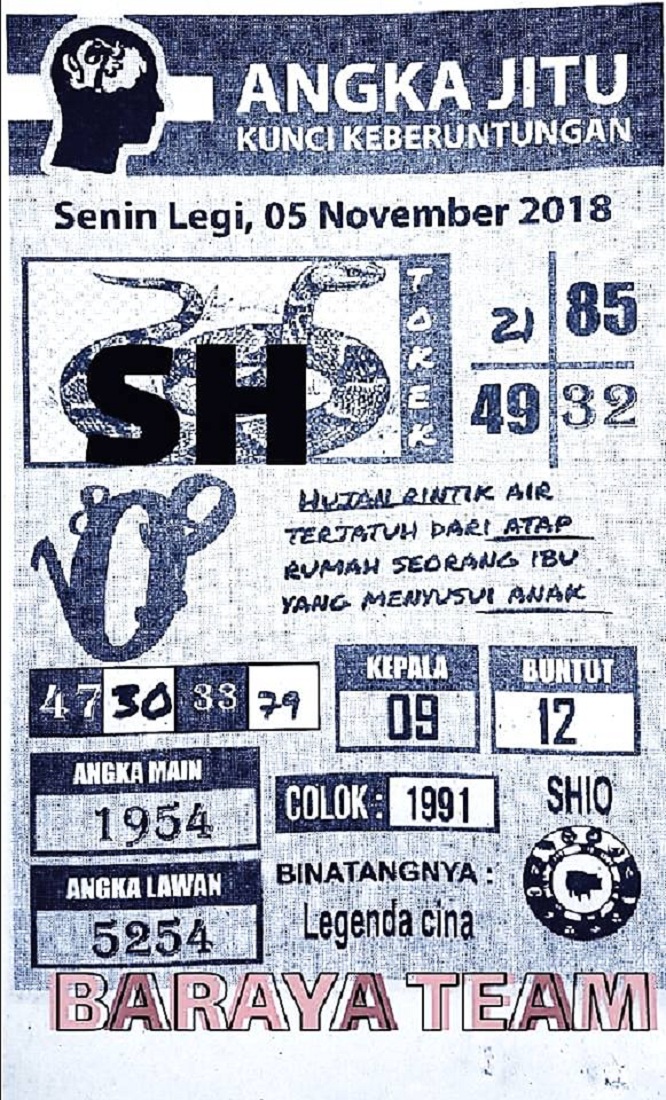 ANGKA JITU
KUNCI KEBERUNTUNGAN
Senin Legi, 05 November 2018
SH
TOKEK
21 85
49 32
HUJAN RINTIK AIR
TERJATUH DARI ATAP
RUMAH SEORANG IBU
YANG MENYUSUI ANAK
47 30 33 79
KEPALA
09
BUNTUT
12
ANGKA MAIN
1954
COLOK: 1991
SHIO
ANGKA LAWAN
5254
BINATANGNYA :
Legenda cina
BARAYA TEAM